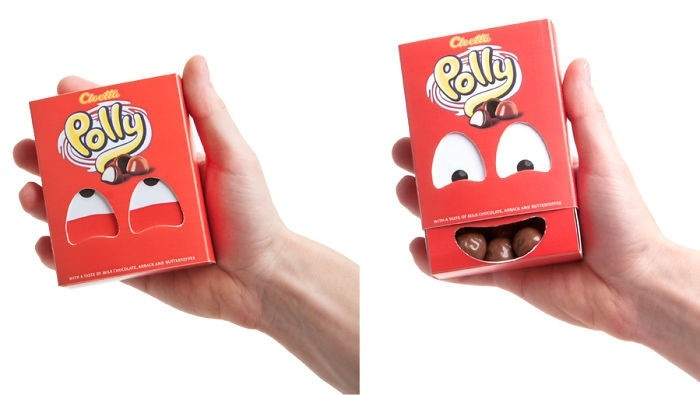 Cloetta
Polly
WITH A TASTE OF MILK CHOCOLATE, ARRACK AND BUTTERTOFFEE
Cloetta
Polly
WITH A TASTE OF MILK CHOCOLATE, ARRACK AND BUTTERTOFFEE